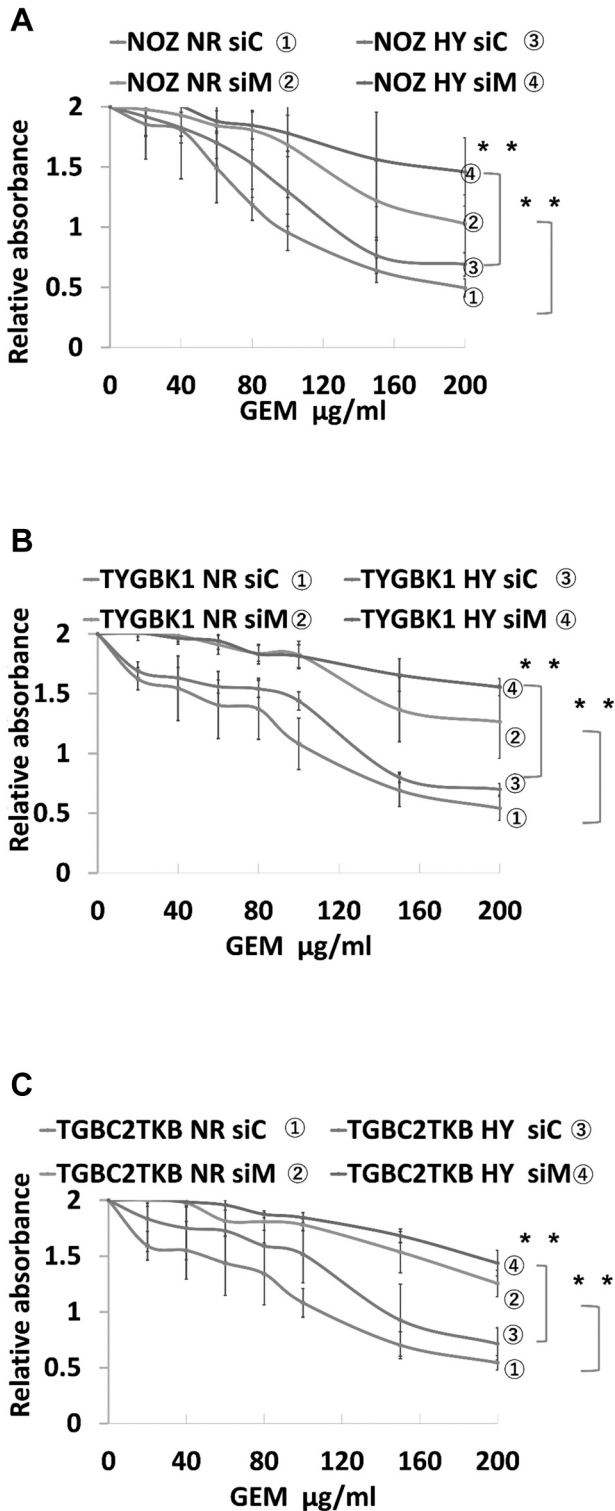 A
NOZ NR siC ① NOZ HY siC ③
NOZ NR siM ② NOZ HY siM ④
Relative absorbance
2
1.5
1
0.5
0
* *
* *
④
②
③
①
0 40 80 120 160 200
GEM µg/ml
B
TYGBK1 NR siC ① TYGBK1 HY siC ③
TYGBK1 NR siM ② TYGBK1 HY siM ④
Relative absorbance
2
1.5
1
0.5
0
* *
* *
④
②
③
①
0 40 80 120 160 200
GEM µg/ml
C
TGBC2TKB NR siC ① TGBC2TKB HY siC ③
TGBC2TKB NR siM ② TGBC2TKB HY siM ④
Relative absorbance
2
1.5
1
0.5
0
* *
* *
④
②
③
①
0 40 80 120 160 200
GEM µg/ml